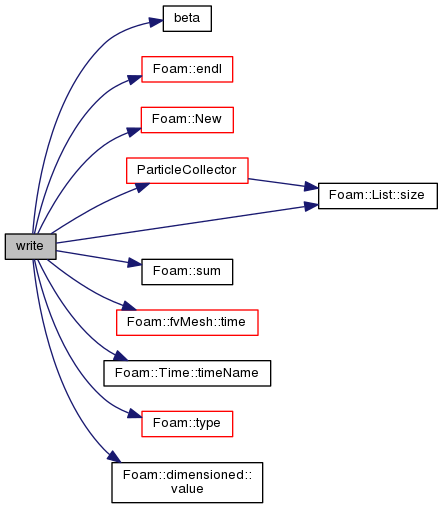 beta
Foam::endl
Foam::New
ParticleCollector
Foam::List::size
write
Foam::sum
Foam::fvMesh::time
Foam::Time::timeName
Foam::type
Foam::dimensioned::
value